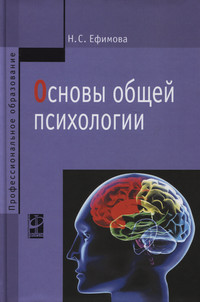 Н.С. Ефимова
Основы общей
психологии
Профессиональное образование